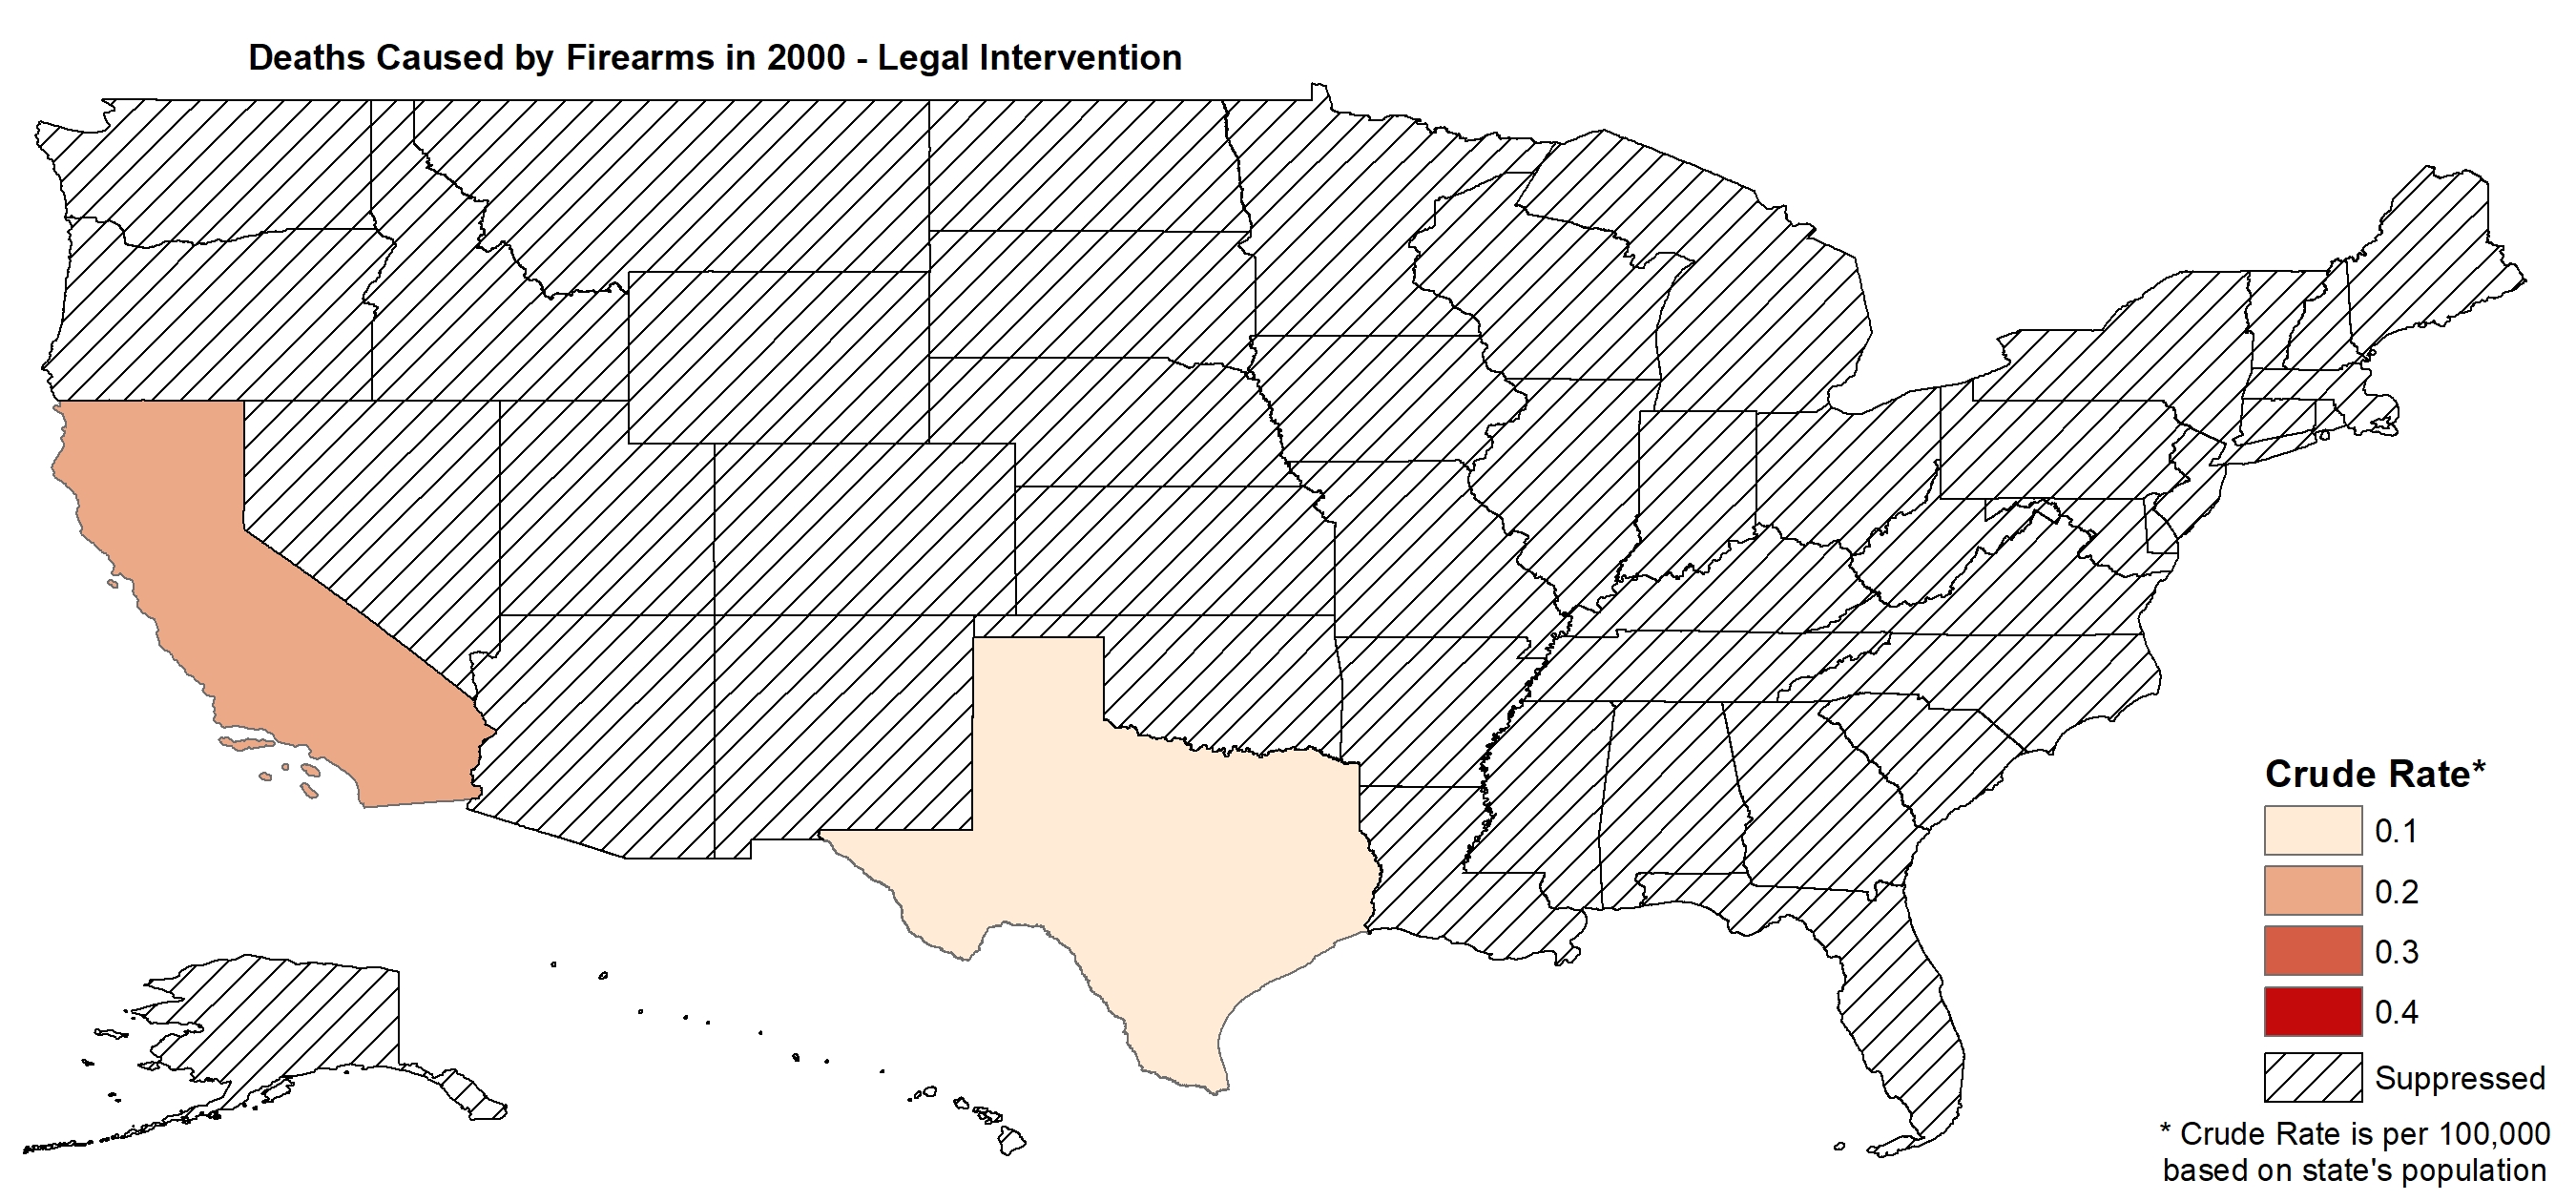 Deaths Caused by Firearms in 2000 - Legal Intervention
Crude Rate*
0.1
0.2
0.3
0.4
Suppressed
* Crude Rate is per 100,000
based on state's population